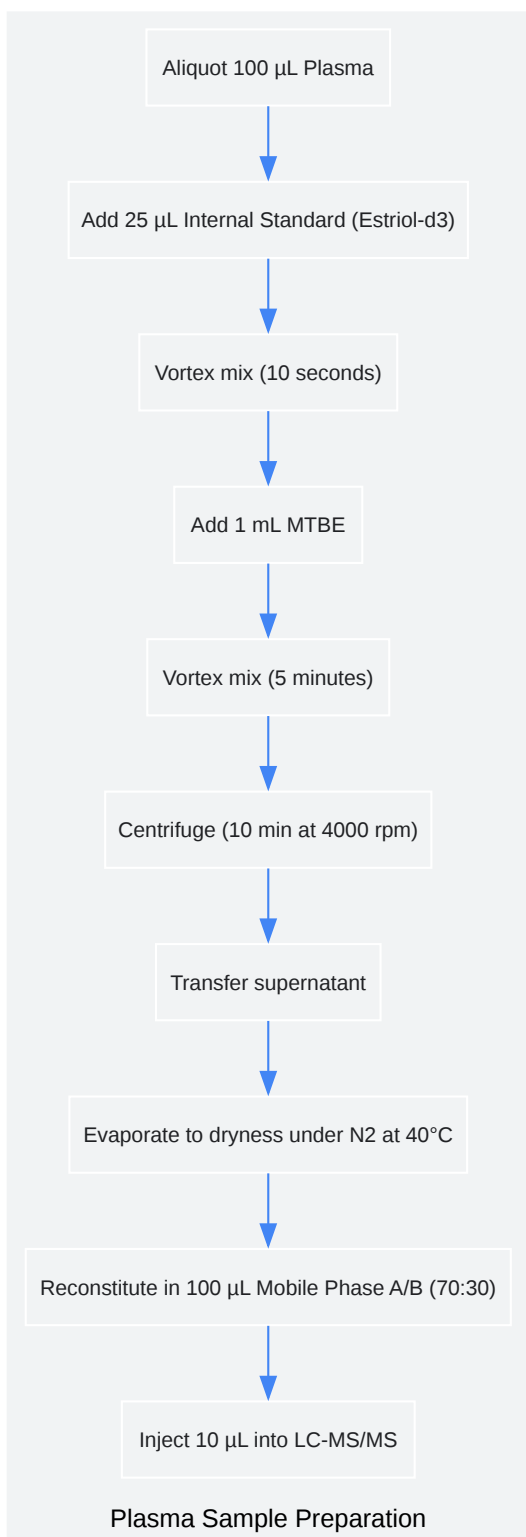 Aliquot 100 µL Plasma
Add 25 µL Internal Standard (Estriol-d3)
Vortex mix (10 seconds)
Add 1 mL MTBE
Vortex mix (5 minutes)
Centrifuge (10 min at 4000 rpm)
Transfer supernatant
Evaporate to dryness under N2 at 40°C
Reconstitute in 100 µL Mobile Phase A/B (70:30)
Inject 10 µL into LC-MS/MS
Plasma Sample Preparation